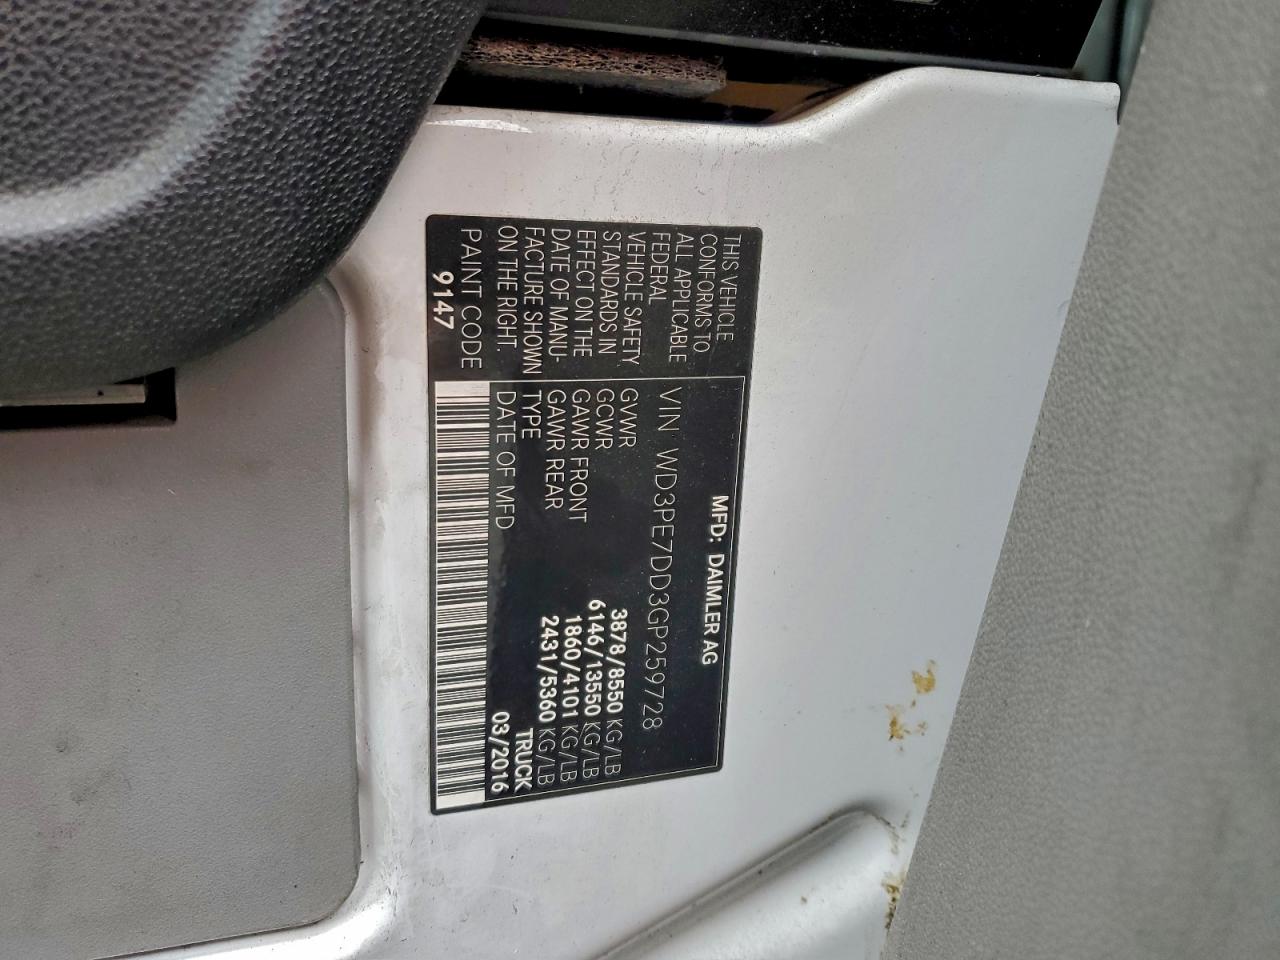 MFD: DAIMLER AG
THIS VEHICLE
CONFORMS TO
ALL APPLICABLE
FEDERAL
VEHICLE SAFETY
STANDARDS IN
EFFECT ON THE
DATE OF MANU-
FACTURE SHOWN
ON THE RIGHT.
PAINT CODE
9147
VIN WD3PE7DD3GP259728
GVWR 3878/8550 KG/LB
GCWR 6146/13550 KG/LB
GAWR FRONT 1860/4101 KG/LB
GAWR REAR 2431/5360 KG/LB
TYPE TRUCK
DATE OF MFD 03/2016